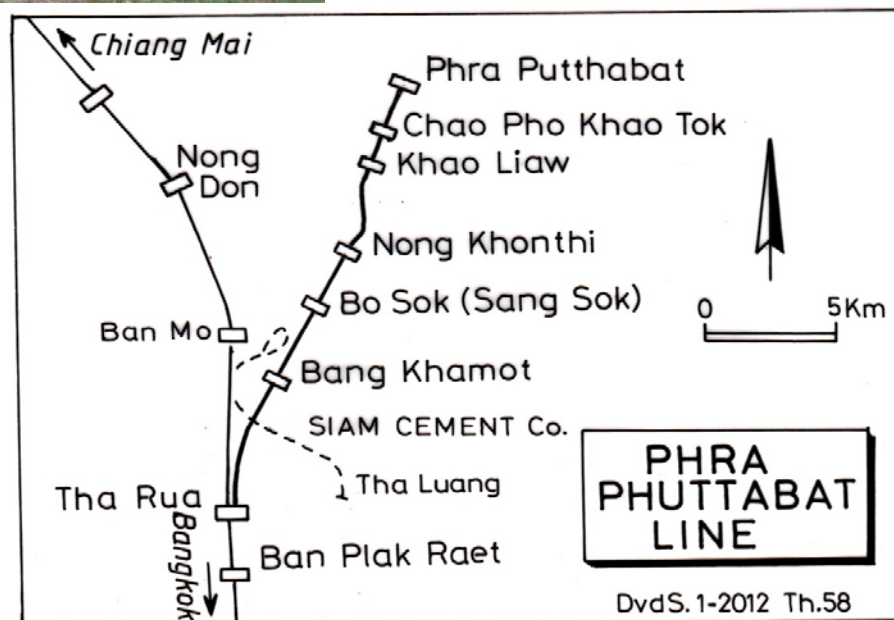 Chiang Mai
Phra Putthabat
Chao Pho Khao Tok
Khao Liaw
Nong
Don
Nong Khonthi
Bo Sok (Sang Sok)
0 5Km
Ban Mo
Bang Khamot
SIAM CEMENT Co.
Tha Luang
Tha Rua
Bangkok
Ban Plak Raet
PHRA
PHUTTABAT
LINE
DvdS. 1-2012 Th.58